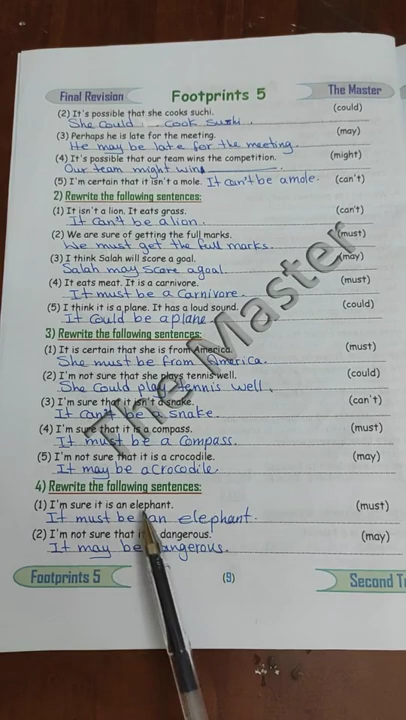 Final Revision Footprints 5 The Master
(2) It's possible that she cooks suchi. (could)
She could cook sushi.
(3) Perhaps he is late for the meeting. (may)
He may be late for the meeting.
(4) It's possible that our team wins the competition. (might)
Our team might wins
(5) I'm certain that it isn't a mole. It can't be a mole. (can't)
2) Rewrite the following sentences:
(1) It isn't a lion. It eats grass. (can't)
It can't be a lion.
(2) We are sure of getting the full marks. (must)
We must get the full marks.
(3) I think Salah will score a goal. (may)
Salah may score a goal.
(4) It eats meat. It is a carnivore. (must)
It must be a carnivore.
(5) I think it is a plane. It has a loud sound. (could)
It could be a plane
3) Rewrite the following sentences:
(1) It is certain that she is from America. (must)
She must be from America.
(2) I'm not sure that she plays tennis well. (could)
She could play tennis well.
(3) I'm sure that it isn't a snake. (can't)
It can't be a snake.
(4) I'm sure that it is a compass. (must)
It must be a compass.
(5) I'm not sure that it is a crocodile. (may)
It may be a crocodile.
4) Rewrite the following sentences:
(1) I'm sure it is an elephant. (must)
It must be an elephant.
(2) I'm not sure that it is dangerous. (may)
It may be dangerous.
Footprints 5 (9) Second
The Master